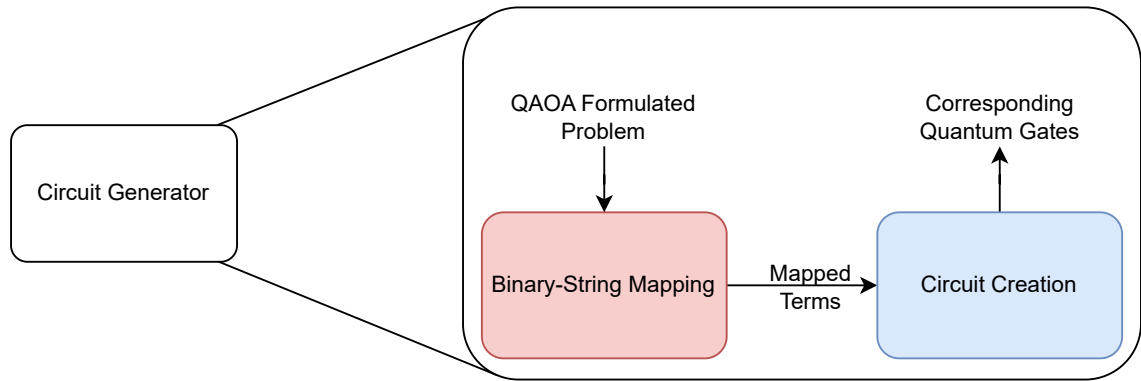 Circuit Generator
QAOA Formulated
Problem
Binary-String Mapping
Mapped
Terms
Circuit Creation
Corresponding
Quantum Gates